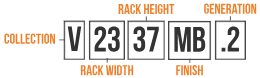 RACK HEIGHT GENERATION
COLLECTION V 23 37 MB .2
RACK WIDTH FINISH